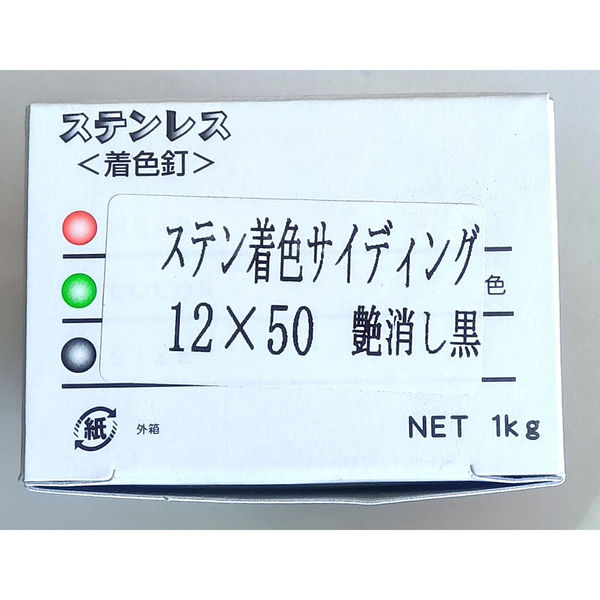 ステンレス
＜着色釘＞
ステン着色サイディング
色
12×50 艶消し黒
紙
外箱
NET 1kg